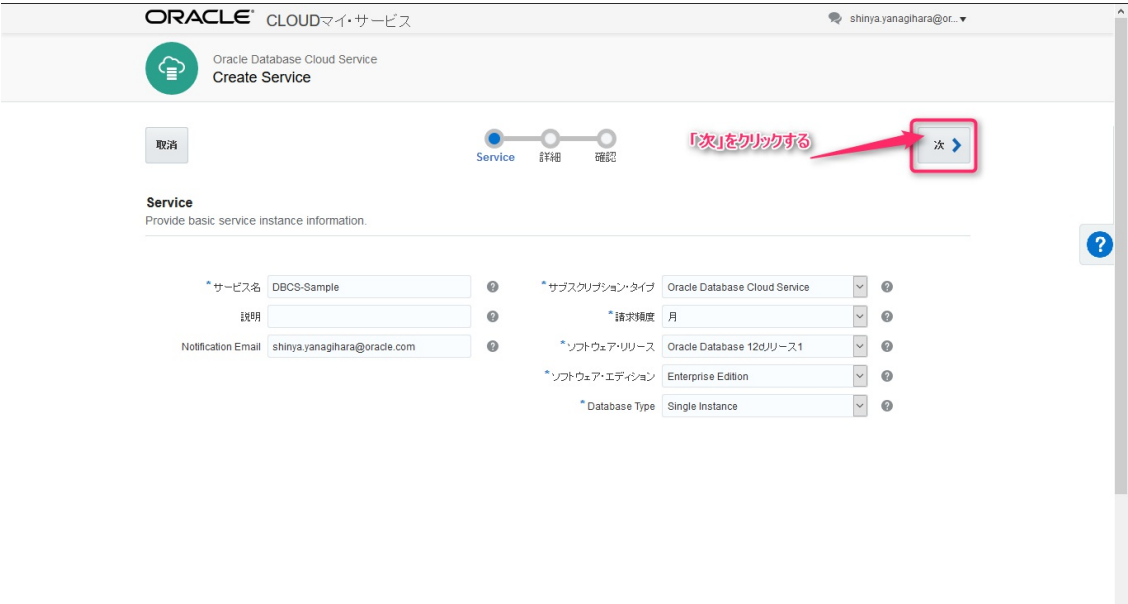 ORACLE® CLOUDマイ・サービス
shinya.yanagihara@or...
Oracle Database Cloud Service
Create Service
取消
Service 詳細 確認
「次」をクリックする
次
Service
Provide basic service instance information.
*サービス名 DBCS-Sample
*サブスクリプション・タイプ Oracle Database Cloud Service
説明
*請求頻度 月
Notification Email shinya.yanagihara@oracle.com
*ソフトウェア・リリース Oracle Database 12cリリース1
*ソフトウェア・エディション Enterprise Edition
*Database Type Single Instance